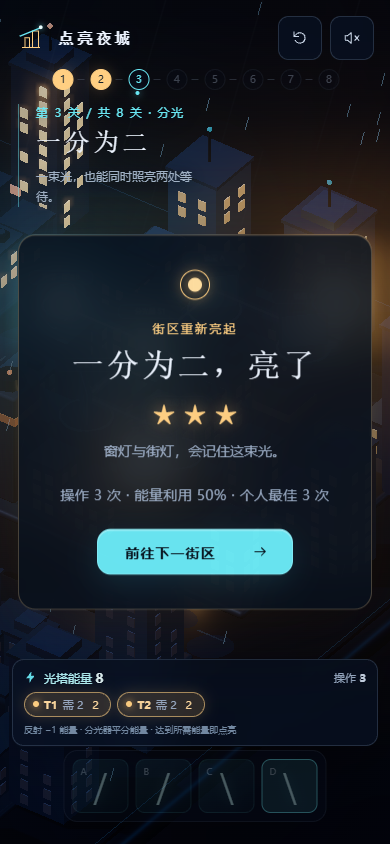 点亮夜城
1 2 3 4 5 6 7 8
第 3 关 / 共 8 关 · 分光
一分为二
一束光，也能同时照亮两处等
待。
街区重新亮起
一分为二，亮了
★★★
窗灯与街灯，会记住这束光。
操作 3 次 · 能量利用 50% · 个人最佳 3 次
前往下一街区 →
光塔能量 8 操作 3
T1 需 2 2 T2 需 2 2
反射 −1 能量 · 分光器平分能量 · 达到所需能量即点亮
A / B / C \ D \